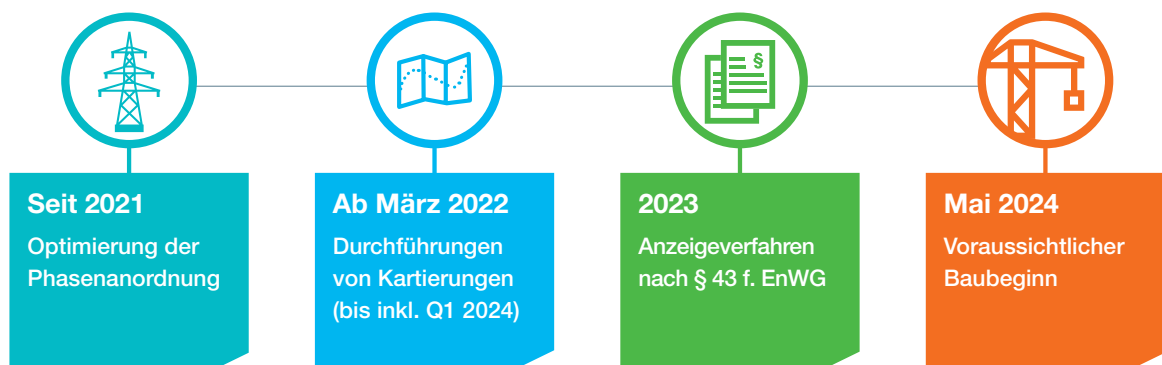 §
Seit 2021
Optimierung der
Phasenanordnung
Ab März 2022
Durchführungen
von Kartierungen
(bis inkl. Q1 2024)
2023
Anzeigeverfahren
nach § 43 f. EnWG
Mai 2024
Voraussichtlicher
Baubeginn